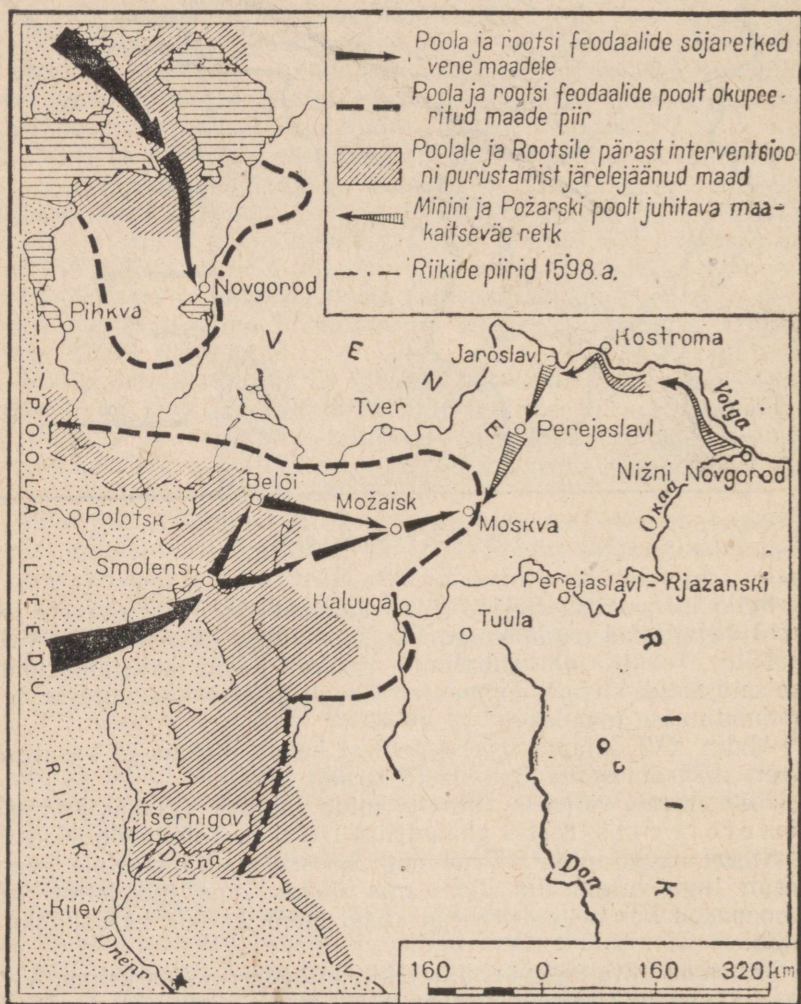 Poola ja rootsi feodaalide sõjaretked
vene maadele
Poola ja rootsi feodaalide poolt okupee-
ritud maade piir
Poolale ja Rootsile pärast interventsioo
ni purustamist järelejäänud maad
Minini ja Požarski poolt juhitava maa-
kaitseväe retk
Riikide piirid 1598.a.
Novgorod
Pihkva
VENE
RIIK
Kostroma
Jaroslavl
Volga
Tver
Perejaslavl
Nižni Novgorod
Okaa
POOLA-LEEDU
RIIK
Belõi
Možaisk
Moskva
Polotsk
Smolensk
Kaluuga
Perejaslavl-Rjazanski
Tuula
Tšernigov
Desna
Kiiev
Dnepr
Don
160 0 160 320 km